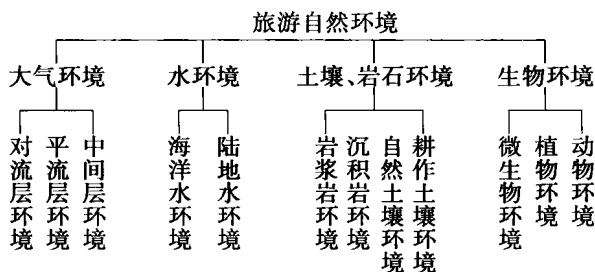 旅游自然环境
大气环境
水环境
土壤、岩石环境
生物环境
对流层环境
平流层环境
中间层环境
海洋水环境
陆地水环境
岩浆岩环境
沉积岩环境
自然土壤环境
耕作土壤环境
微生物环境
植物环境
动物环境